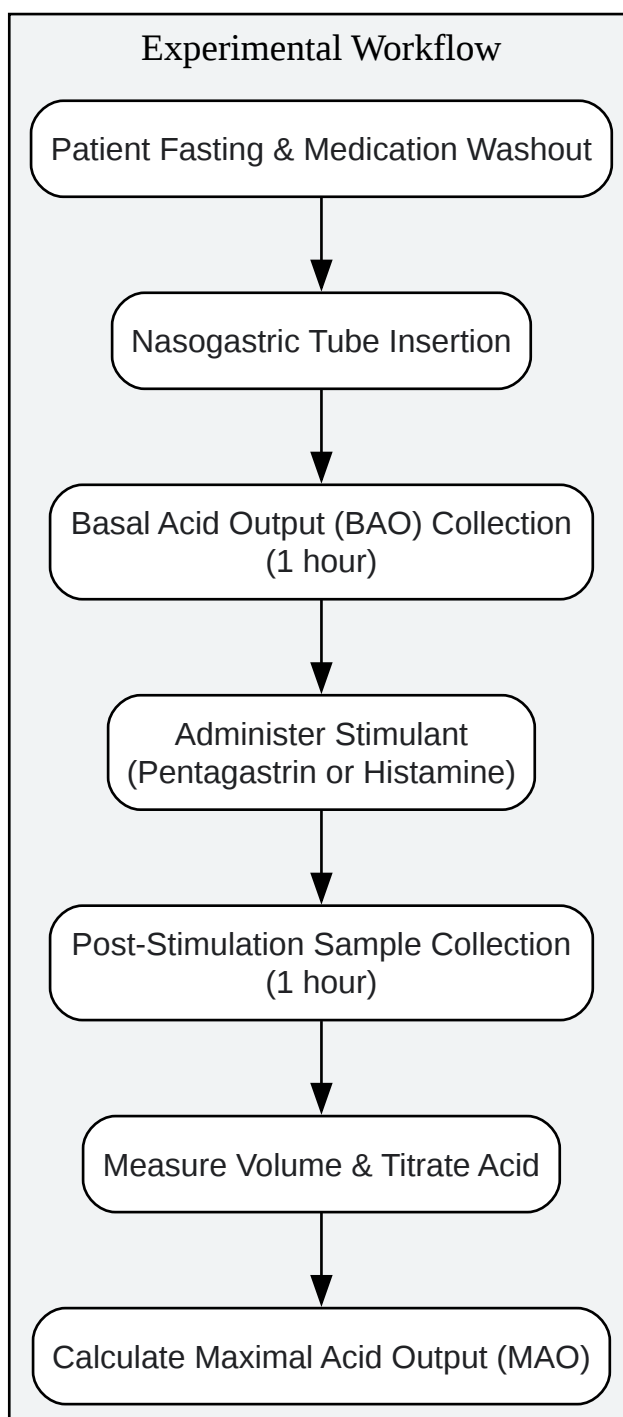 Experimental Workflow
Patient Fasting & Medication Washout
Nasogastric Tube Insertion
Basal Acid Output (BAO) Collection
(1 hour)
Administer Stimulant
(Pentagastrin or Histamine)
Post-Stimulation Sample Collection
(1 hour)
Measure Volume & Titrate Acid
Calculate Maximal Acid Output (MAO)